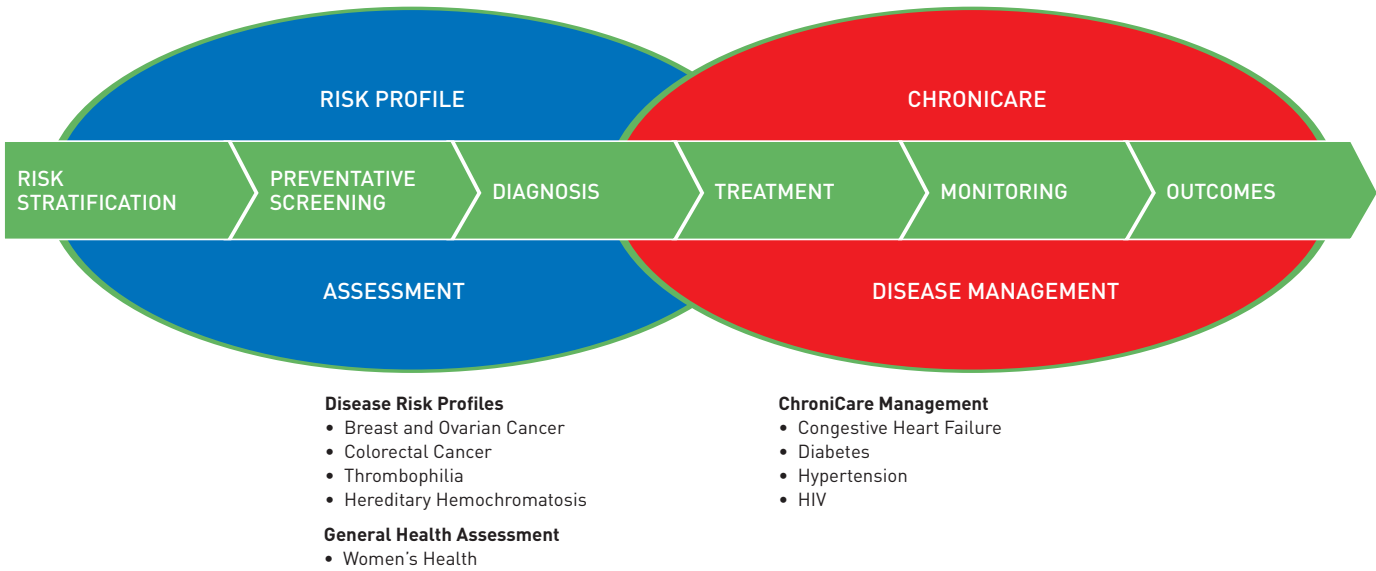 RISK PROFILE
CHRONICARE
RISK
STRATIFICATION
PREVENTATIVE
SCREENING
DIAGNOSIS
TREATMENT
MONITORING
OUTCOMES
ASSESSMENT
DISEASE MANAGEMENT
Disease Risk Profiles
• Breast and Ovarian Cancer
• Colorectal Cancer
• Thrombophilia
• Hereditary Hemochromatosis
General Health Assessment
• Women's Health
ChroniCare Management
• Congestive Heart Failure
• Diabetes
• Hypertension
• HIV